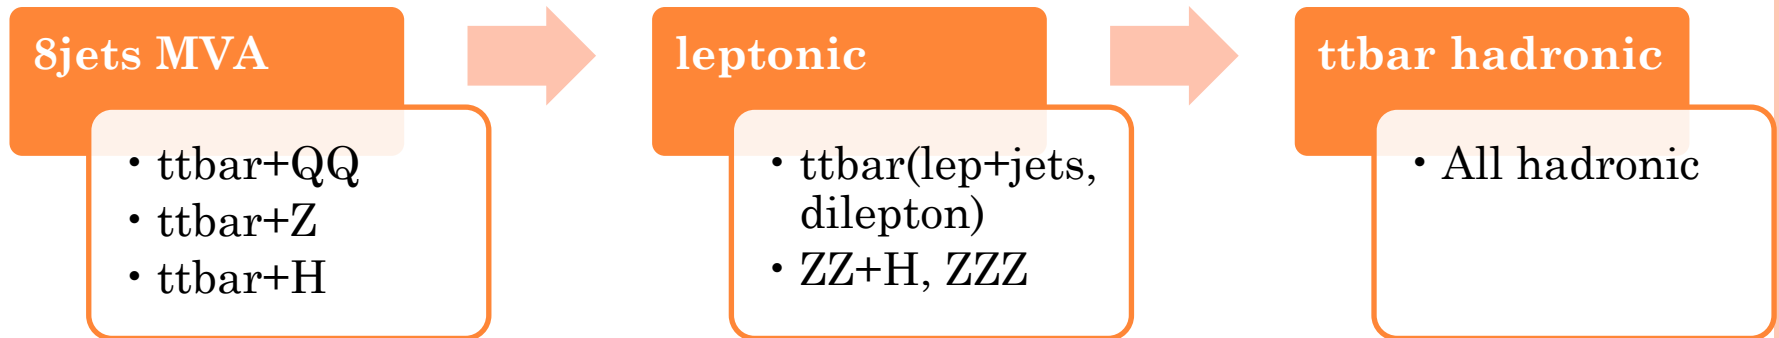 8jets MVA
• ttbar+QQ
• ttbar+Z
• ttbar+H
leptonic
• ttbar(lep+jets,
dilepton)
• ZZ+H, ZZZ
ttbar hadronic
• All hadronic